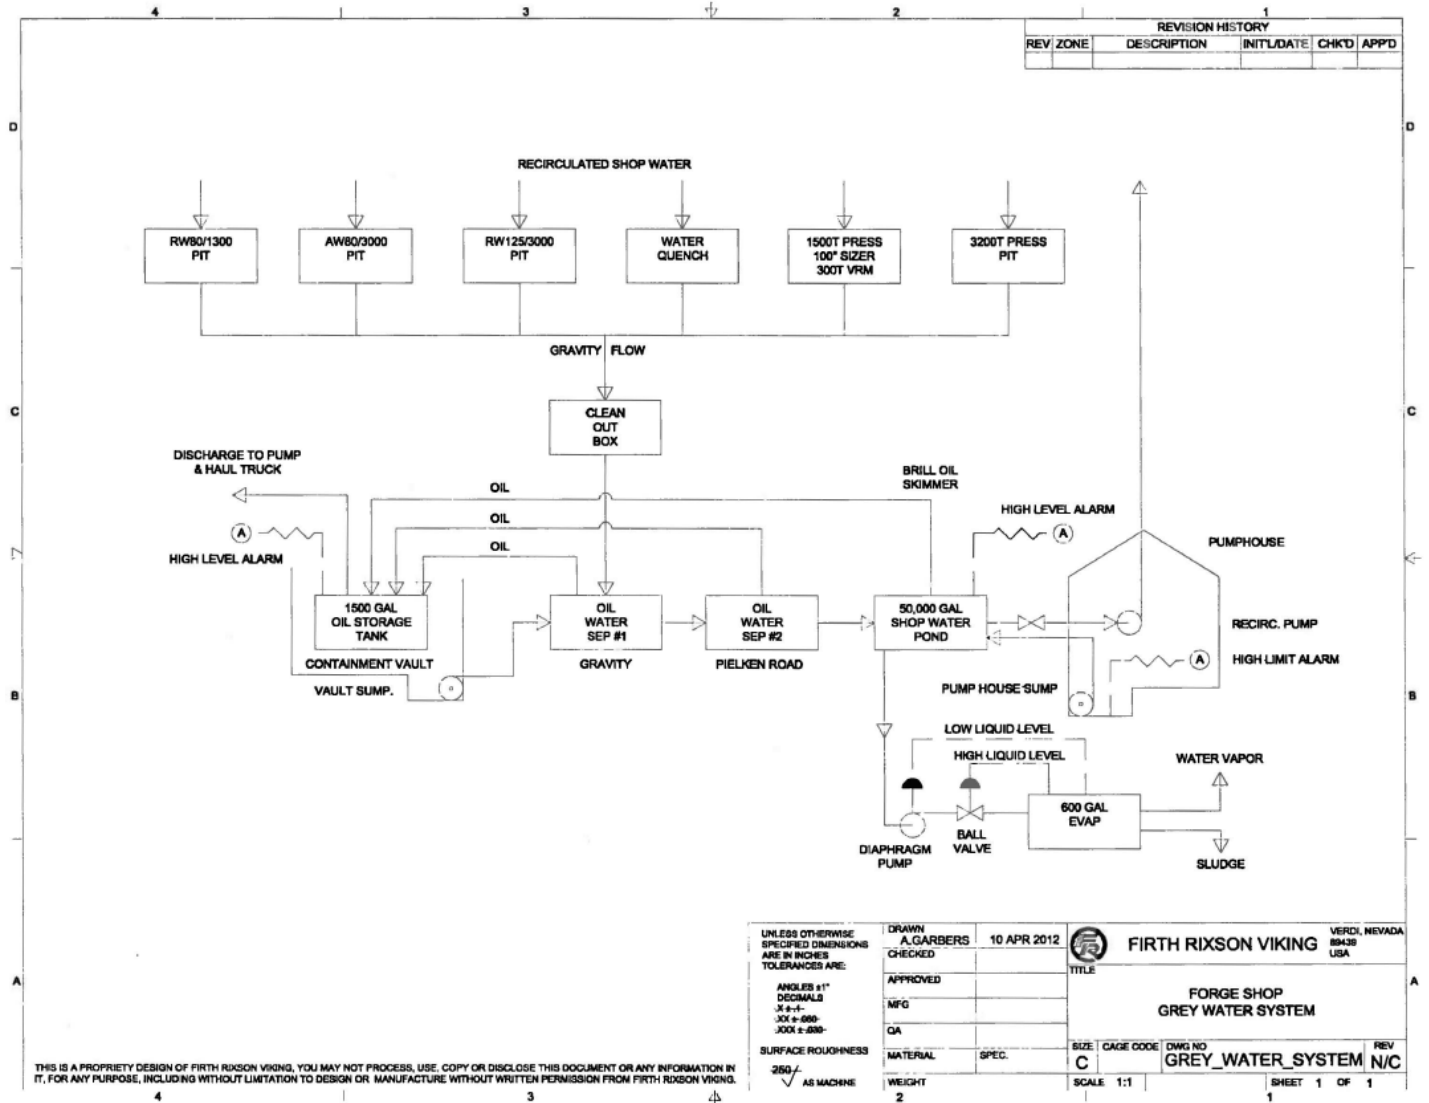 4 3 2 1
REVISION HISTORY
REV ZONE DESCRIPTION INIT'L/DATE CHK'D APP'D
D D
RECIRCULATED SHOP WATER
RW80/1300
PIT
AW80/3000
PIT
RW125/3000
PIT
WATER
QUENCH
1500T PRESS
100" SIZER
300T VRM
3200T PRESS
PIT
GRAVITY FLOW
C C
CLEAN
OUT
BOX
DISCHARGE TO PUMP
& HAUL TRUCK
BRILL OIL
SKIMMER
OIL
HIGH LEVEL ALARM
A
OIL
A
HIGH LEVEL ALARM
OIL
PUMPHOUSE
1500 GAL
OIL STORAGE
TANK
OIL
WATER
SEP #1
OIL
WATER
SEP #2
50,000 GAL
SHOP WATER
POND
RECIRC. PUMP
CONTAINMENT VAULT
GRAVITY
PIELKEN ROAD
A
HIGH LIMIT ALARM
VAULT SUMP.
PUMP HOUSE SUMP
B B
LOW LIQUID LEVEL
HIGH LIQUID LEVEL
WATER VAPOR
600 GAL
EVAP
DIAPHRAGM
PUMP
BALL
VALVE
SLUDGE
A A
UNLESS OTHERWISE
SPECIFIED DIMENSIONS
ARE IN INCHES
TOLERANCES ARE:
ANGLES ±1°
DECIMALS
.X ± .1
.XX ± .060
.XXX ± .030
SURFACE ROUGHNESS
250
AS MACHINE
DRAWN
A.GARBERS 10 APR 2012
CHECKED
APPROVED
MFG
QA
MATERIAL SPEC.
WEIGHT
FIRTH RIXSON VIKING
VERDI, NEVADA
89439
USA
TITLE
FORGE SHOP
GREY WATER SYSTEM
SIZE CAGE CODE DWG NO REV
C GREY_WATER_SYSTEM N/C
SCALE 1:1 SHEET 1 OF 1
THIS IS A PROPRIETY DESIGN OF FIRTH RIXSON VIKING, YOU MAY NOT PROCESS, USE, COPY OR DISCLOSE THIS DOCUMENT OR ANY INFORMATION IN
IT, FOR ANY PURPOSE, INCLUDING WITHOUT LIMITATION TO DESIGN OR MANUFACTURE WITHOUT WRITTEN PERMISSION FROM FIRTH RIXSON VIKING.
4 3 2 1